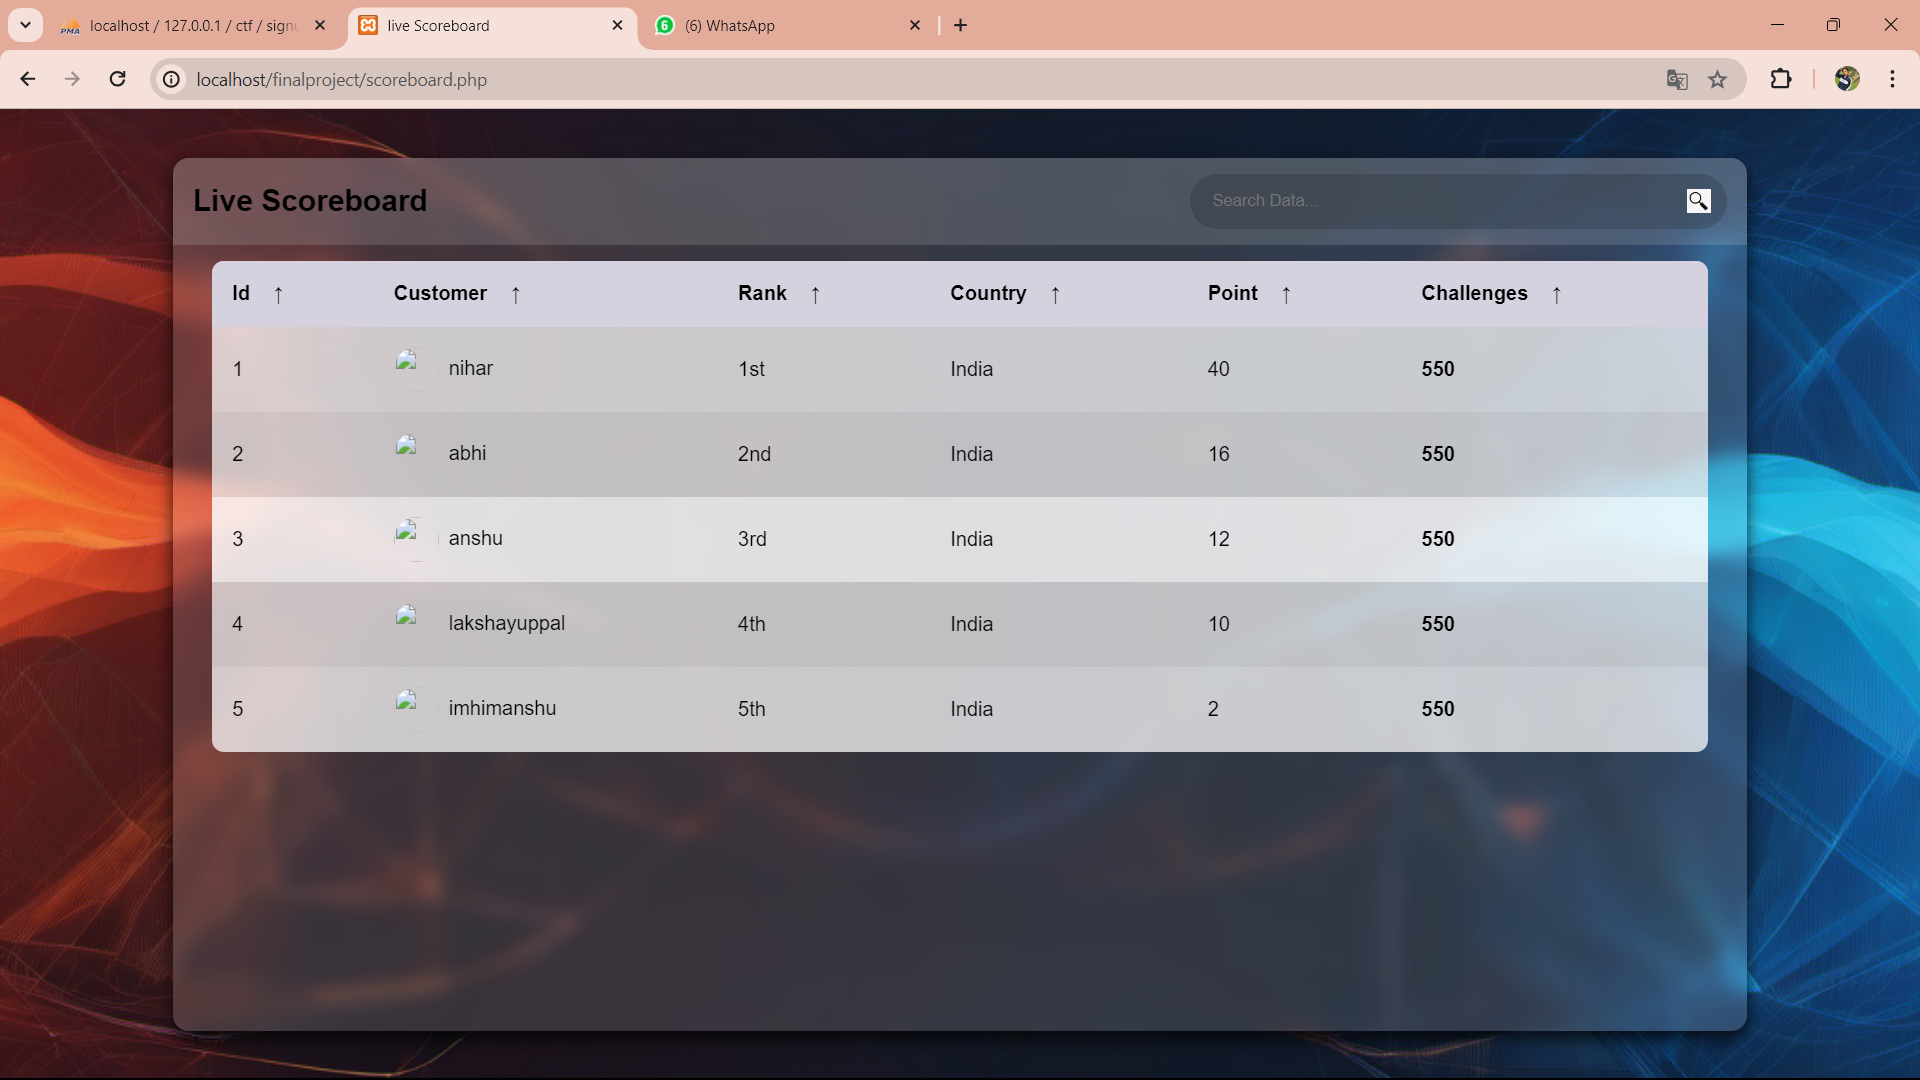 localhost / 127.0.0.1 / ctf / sign
live Scoreboard
(6) WhatsApp
localhost/finalproject/scoreboard.php
Live Scoreboard
Search Data...
Id ↑ Customer ↑ Rank ↑ Country ↑ Point ↑ Challenges ↑
1 nihar 1st India 40 550
2 abhi 2nd India 16 550
3 anshu 3rd India 12 550
4 lakshayuppal 4th India 10 550
5 imhimanshu 5th India 2 550